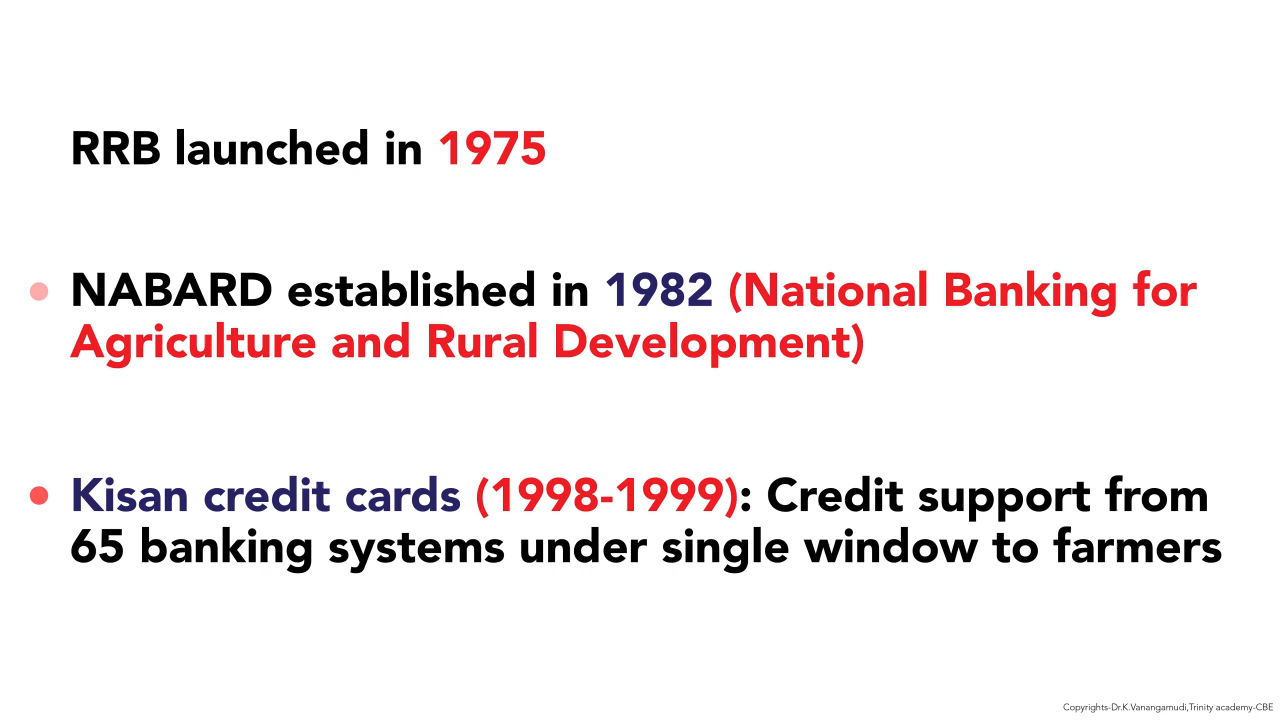 RRB launched in 1975
• NABARD established in 1982 (National Banking for
Agriculture and Rural Development)
• Kisan credit cards (1998-1999): Credit support from
65 banking systems under single window to farmers
Copyrights-Dr.K.Vanangamudi,Trinity academy-CBE